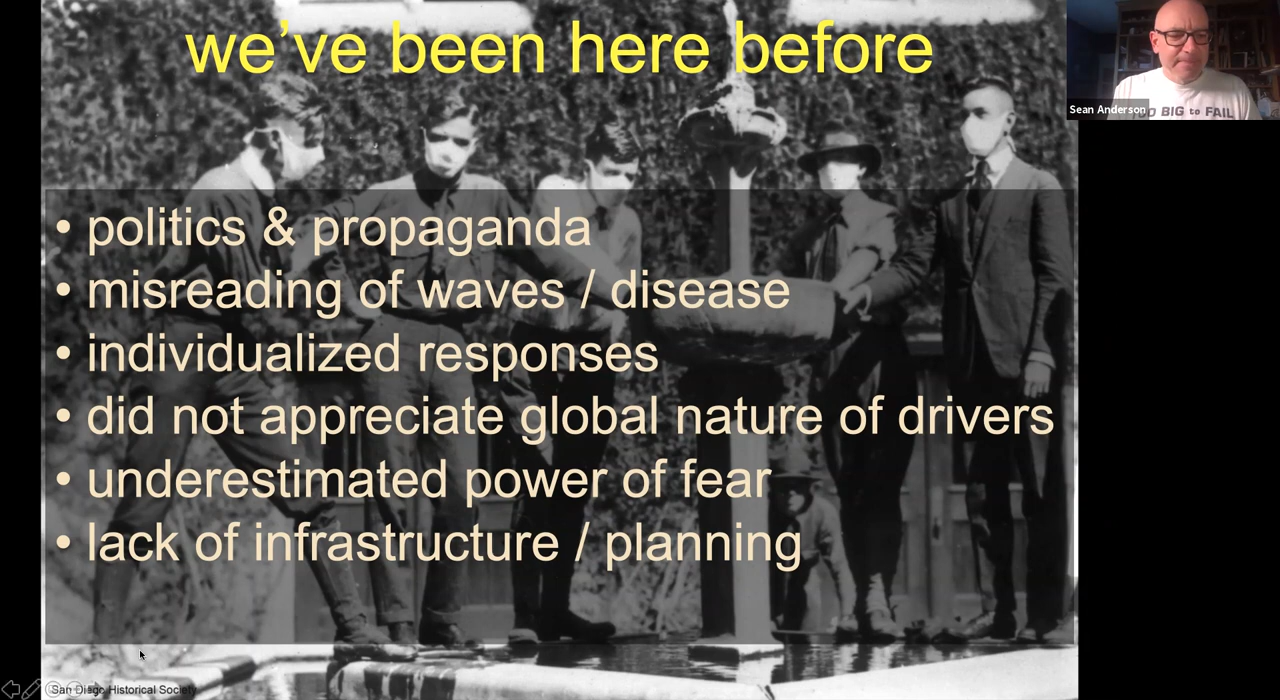 we’ve been here before
Sean Anderson
BIG to FAIL
• politics & propaganda
• misreading of waves / disease
• individualized responses
• did not appreciate global nature of drivers
• underestimated power of fear
• lack of infrastructure / planning
San Diego Historical Society